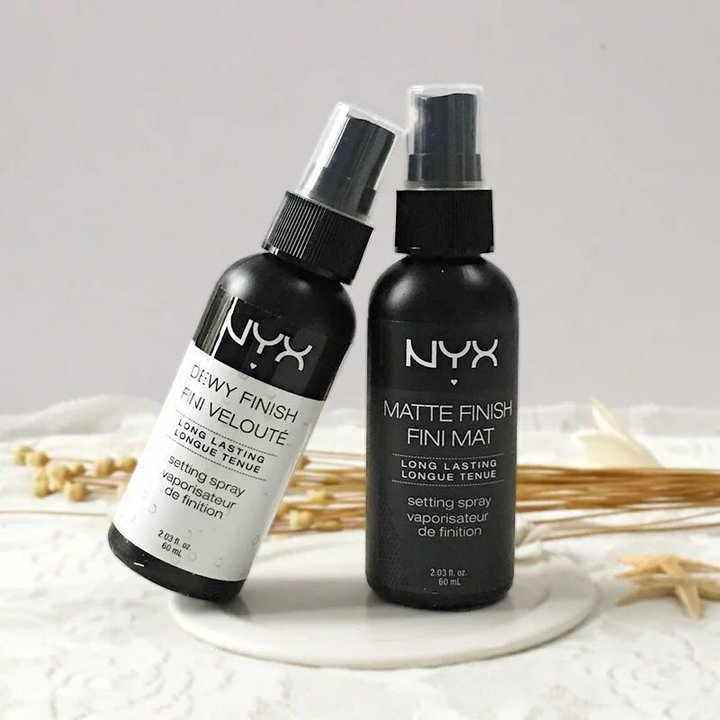 NYX
DEWY FINISH
FINI VELOUTÉ
LONG LASTING
LONGUE TENUE
setting spray
vaporisateur
de finition
2.03 fl. oz.
60 mL
NYX
MATTE FINISH
FINI MAT
LONG LASTING
LONGUE TENUE
setting spray
vaporisateur
de finition
2.03 fl. oz.
60 mL